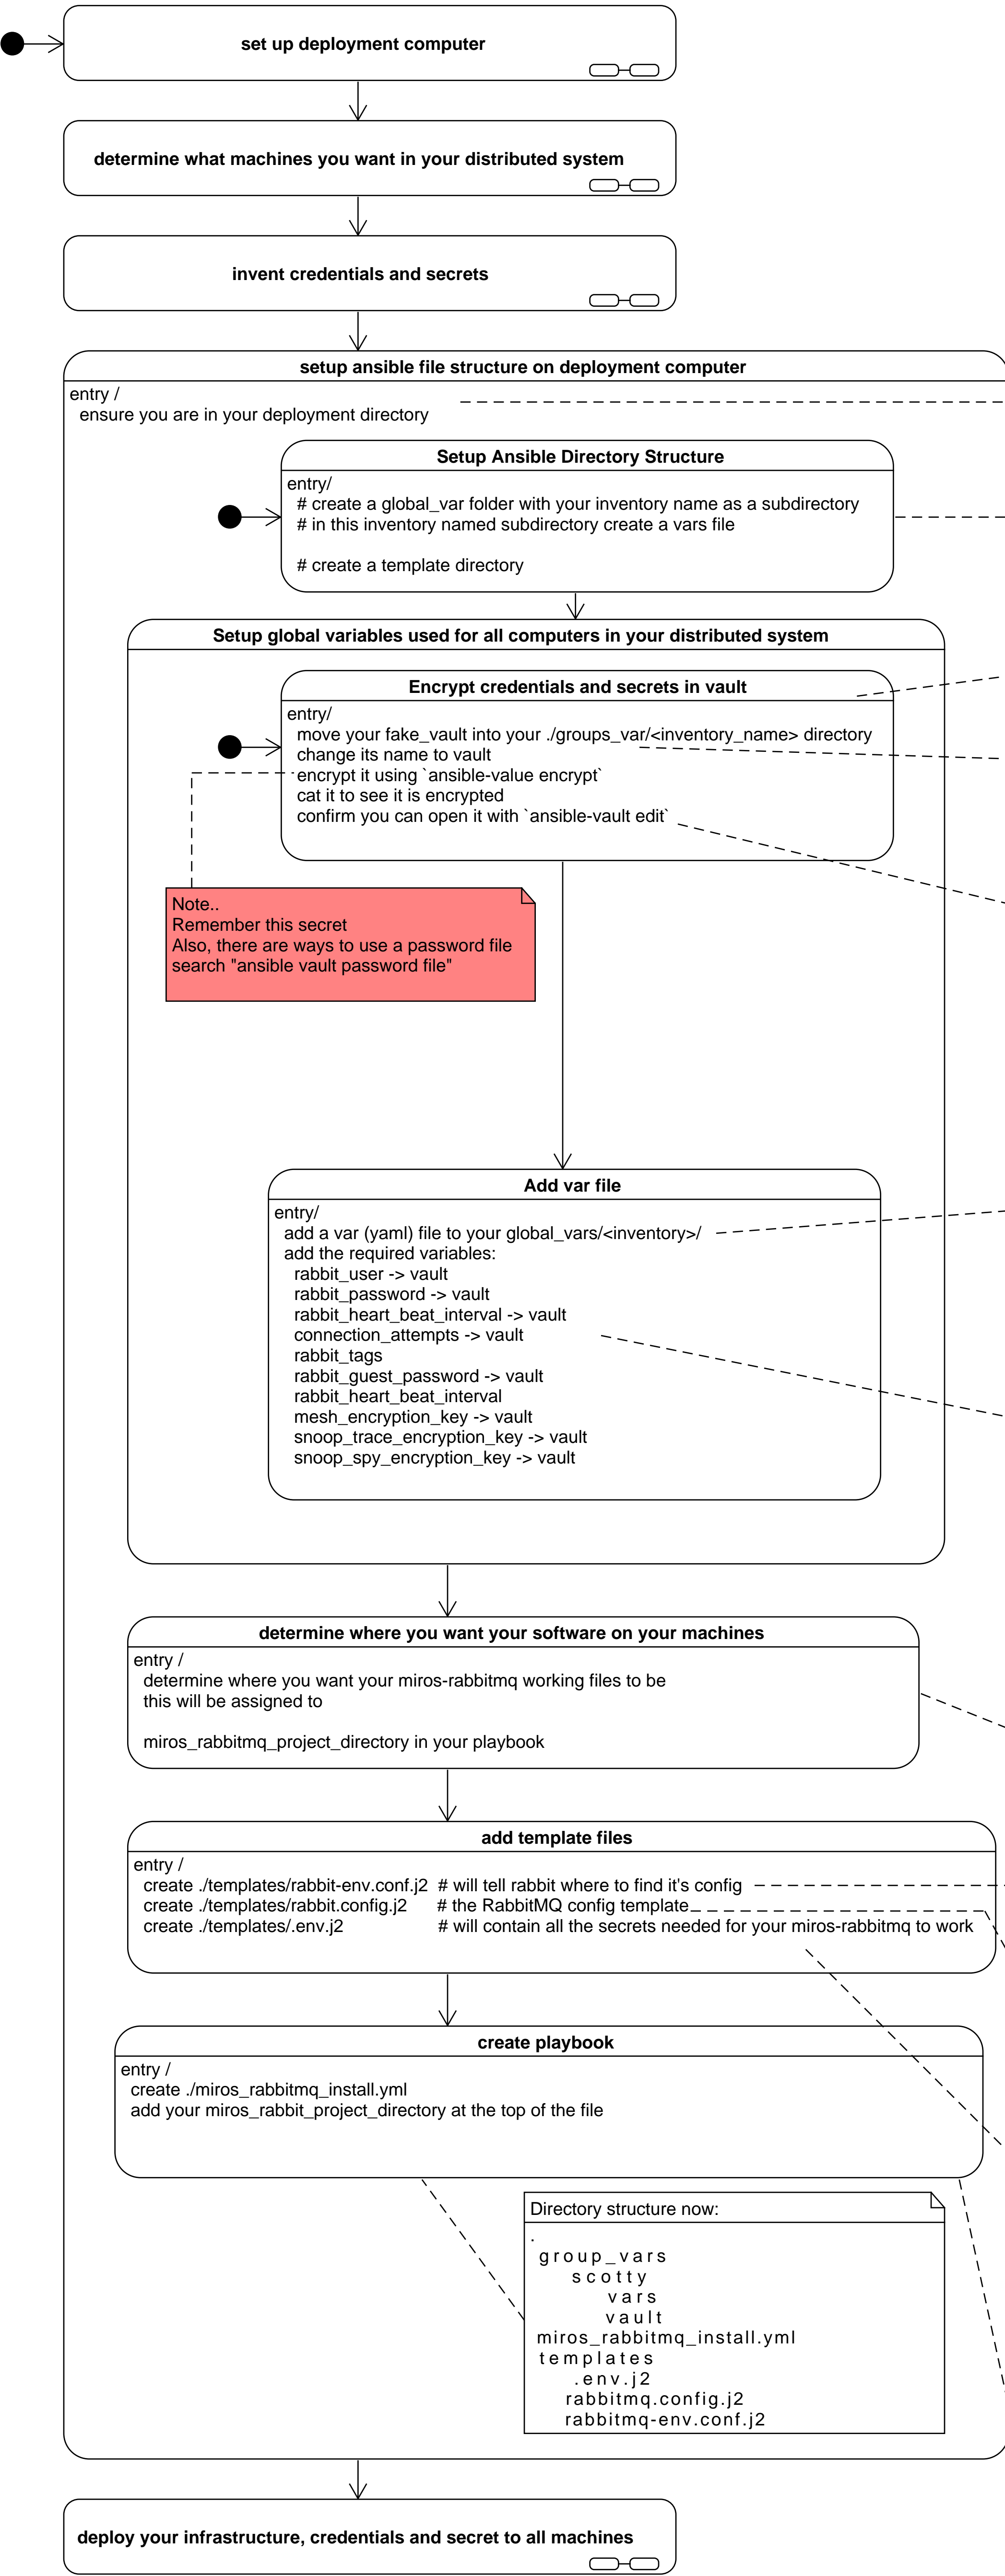 set up deployment computer
determine what machines you want in your distributed system
invent credentials and secrets
setup ansible file structure on deployment computer
entry /
ensure you are in your deployment directory
Setup Ansible Directory Structure
entry/
# create a global_var folder with your inventory name as a subdirectory
# in this inventory named subdirectory create a vars file
# create a template directory
Setup global variables used for all computers in your distributed system
Encrypt credentials and secrets in vault
entry/
move your fake_vault into your ./groups_var/<inventory_name> directory
change its name to vault
encrypt it using `ansible-value encrypt`
cat it to see it is encrypted
confirm you can open it with `ansible-vault edit`
Note..
Remember this secret
Also, there are ways to use a password file
search "ansible vault password file"
Add var file
entry/
add a var (yaml) file to your global_vars/<inventory>/
add the required variables:
rabbit_user -> vault
rabbit_password -> vault
rabbit_heart_beat_interval -> vault
connection_attempts -> vault
rabbit_tags
rabbit_guest_password -> vault
rabbit_heart_beat_interval
mesh_encryption_key -> vault
snoop_trace_encryption_key -> vault
snoop_spy_encryption_key -> vault
determine where you want your software on your machines
entry /
determine where you want your miros-rabbitmq working files to be
this will be assigned to
miros_rabbitmq_project_directory in your playbook
add template files
entry /
create ./templates/rabbit-env.conf.j2 # will tell rabbit where to find it's config
create ./templates/rabbit.config.j2 # the RabbitMQ config template
create ./templates/.env.j2 # will contain all the secrets needed for your miros-rabbitmq to work
create playbook
entry /
create ./miros_rabbitmq_install.yml
add your miros_rabbit_project_directory at the top of the file
Directory structure now:
.
group_vars
scotty
vars
vault
miros_rabbitmq_install.yml
templates
.env.j2
rabbitmq.config.j2
rabbitmq-env.conf.j2
deploy your infrastructure, credentials and secret to all machines